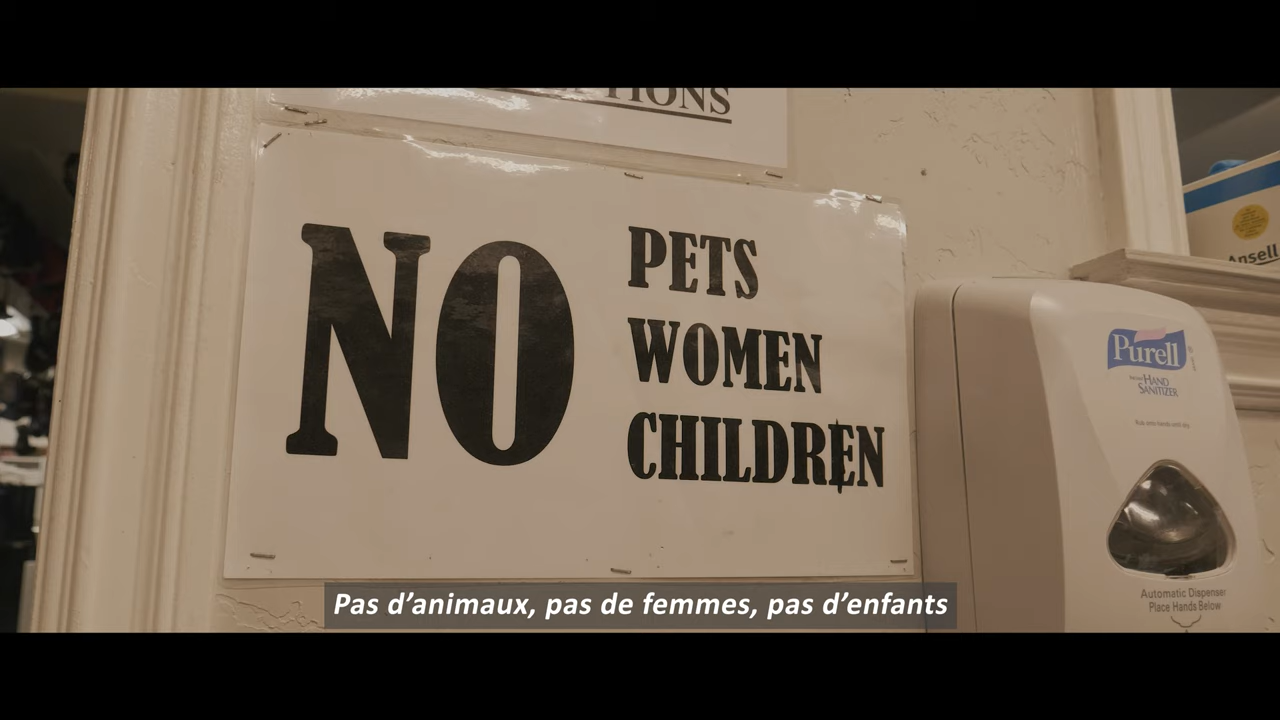 NO
PETS
WOMEN
CHILDREN
Ansell
Purell
HAND
SANITIZER
Automatic Dispenser
Place Hands Below
Pas d’animaux, pas de femmes, pas d’enfants